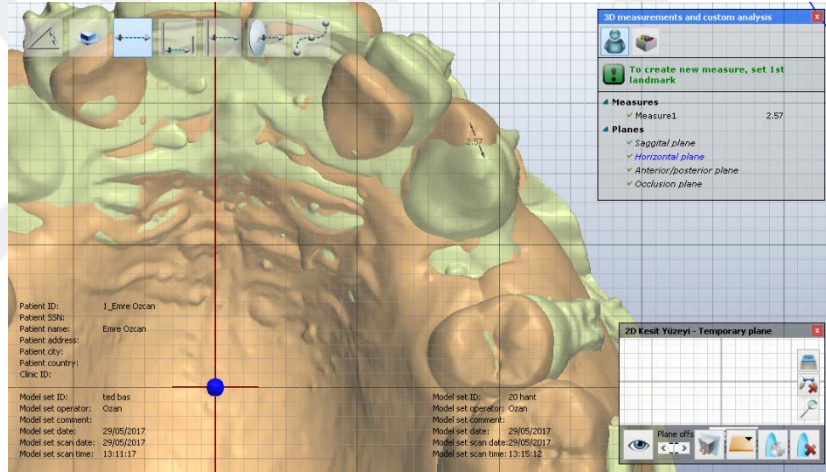 3D measurements and custom analysis
To create new measure, set 1st
landmark
Measures
Measure1 2.57
Planes
Saggital plane
Horizontal plane
Anterior/posterior plane
Occlusion plane
2.57
Patient ID: 1_Emre Ozcan
Patient SSN:
Patient name: Emre Ozcan
Patient address:
Patient city:
Patient country:
Clinic ID:
Model set ID: ted bas
Model set operator: Ozan
Model set comment:
Model set date: 29/05/2017
Model set scan date: 29/05/2017
Model set scan time: 13:11:17
Model set ID: 20 hant
Model set operator: Ozan
Model set comment:
Model set date: 29/05/2017
Model set scan date:29/05/2017
Model set scan time: 13:15:12
2D Kesit Yüzeyi - Temporary plane
Plane offs